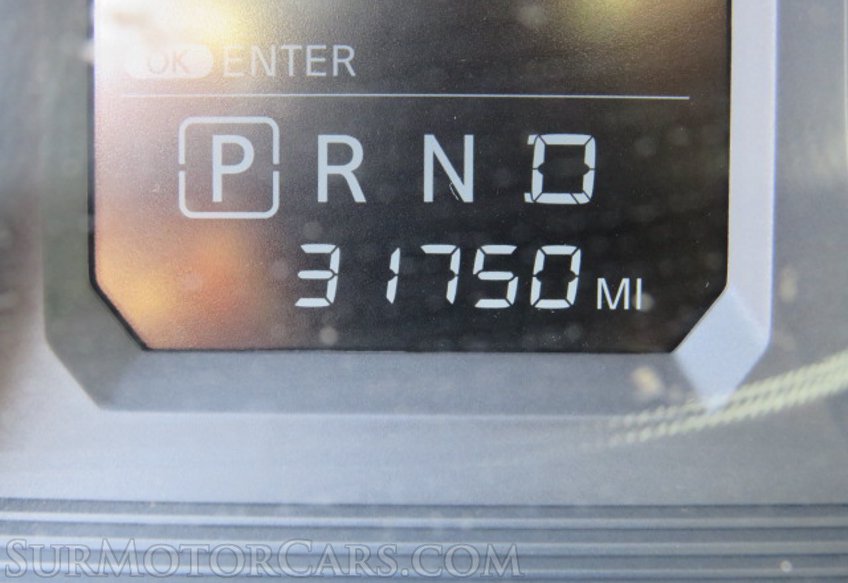 OK ENTER
P R N D
31750 MI
SurMotorCars.com